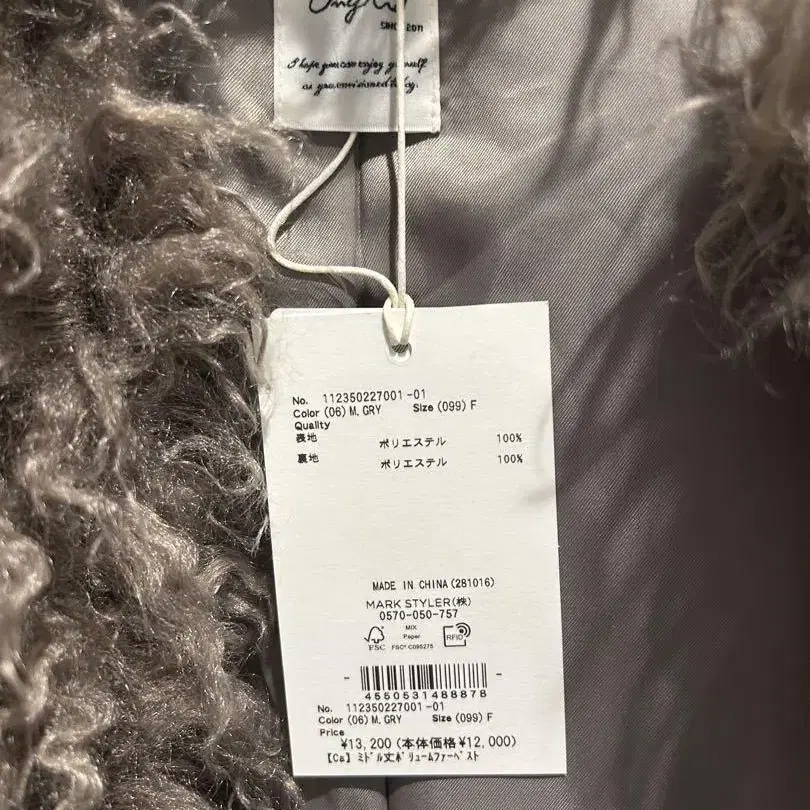 SINCE 2011
I hope you can enjoy yourself
as you envisioned today.
No. 112350227001-01
Color (06) M. GRY Size (099) F
Quality
表地 ポリエステル 100%
裏地 ポリエステル 100%
MADE IN CHINA (281016)
MARK STYLER(株)
0570-050-757
FSC MIX Paper FSC® C095275 RFID
4550531488878
No. 112350227001-01
Color (06) M. GRY Size (099) F
Price
¥13,200 (本体価格¥12,000)
【Ca】ミドル丈ボリュームファーベスト